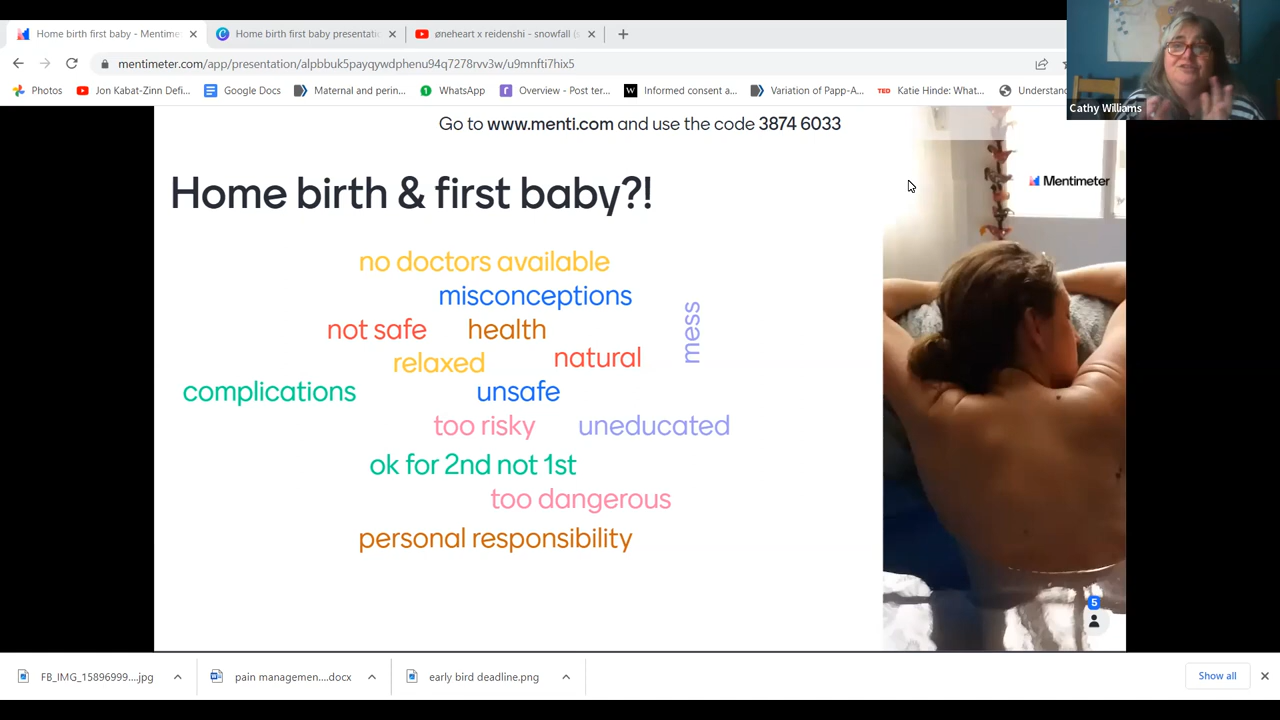 Home birth first baby - Mentime
Home birth first baby presentatio
øneheart x reidenshi - snowfall (s
mentimeter.com/app/presentation/alpbbuk5payqywdphenu94q7278rvv3w/u9mnfti7hix5
Photos
Jon Kabat-Zinn Defi...
Google Docs
Maternal and perin...
WhatsApp
Overview - Post ter...
Informed consent a...
Variation of Papp-A...
TED
Katie Hinde: What...
Understand
Cathy Williams
Go to www.menti.com and use the code 3874 6033
Mentimeter
Home birth & first baby?!
no doctors available
misconceptions
not safe
health
mess
relaxed
natural
complications
unsafe
too risky
uneducated
ok for 2nd not 1st
too dangerous
personal responsibility
5
FB_IMG_15896999....jpg
pain managemen....docx
early bird deadline.png
Show all